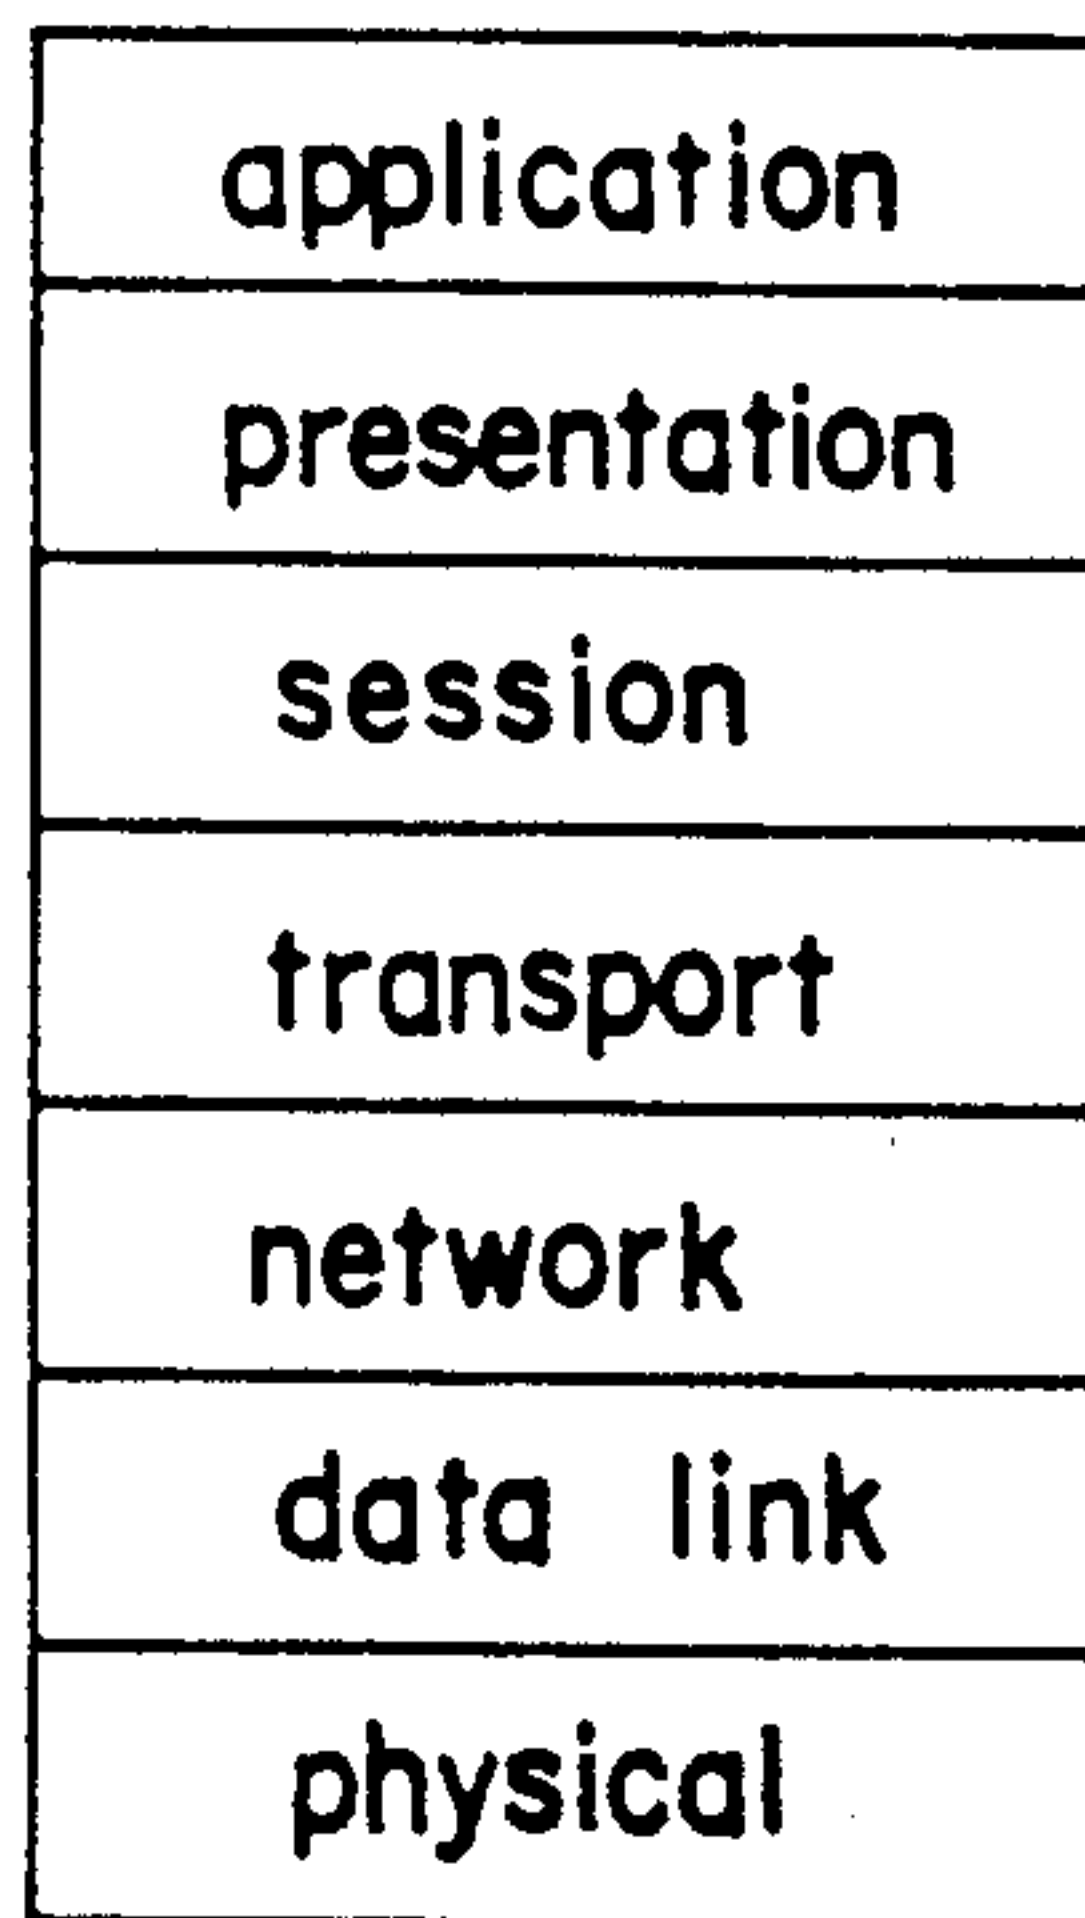 application
presentation
session
transport
network
data link
physical